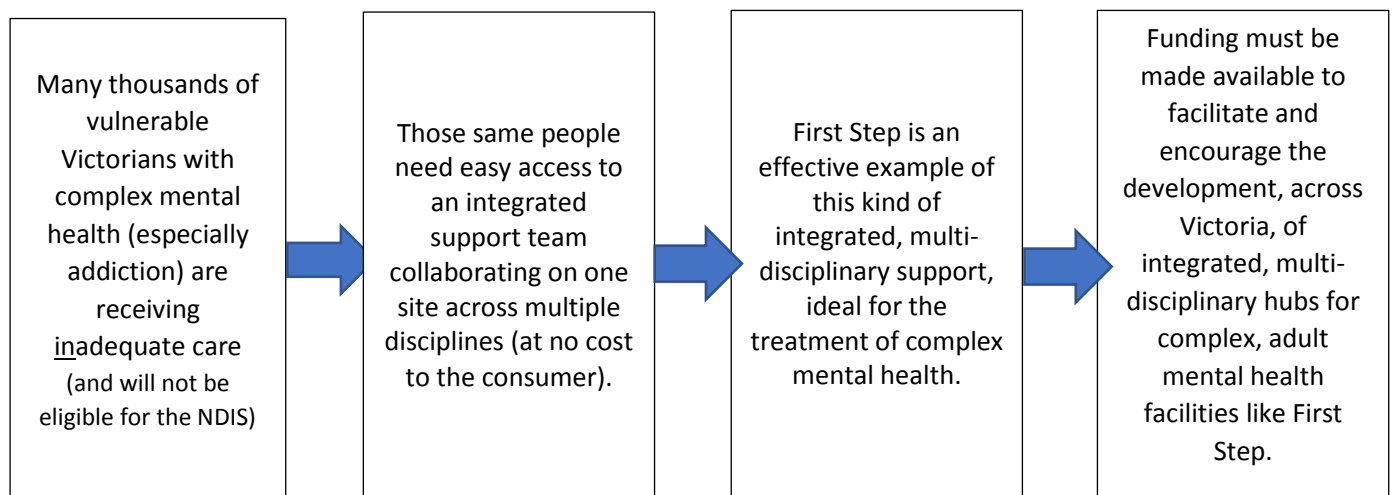 Many thousands of
vulnerable
Victorians with
complex mental
health (especially
addiction) are
receiving
inadequate care
(and will not be
eligible for the NDIS)
Those same people
need easy access to
an integrated
support team
collaborating on one
site across multiple
disciplines (at no cost
to the consumer).
First Step is an
effective example of
this kind of
integrated, multi-
disciplinary support,
ideal for the
treatment of complex
mental health.
Funding must be
made available to
facilitate and
encourage the
development, across
Victoria, of
integrated, multi-
disciplinary hubs for
complex, adult
mental health
facilities like First
Step.